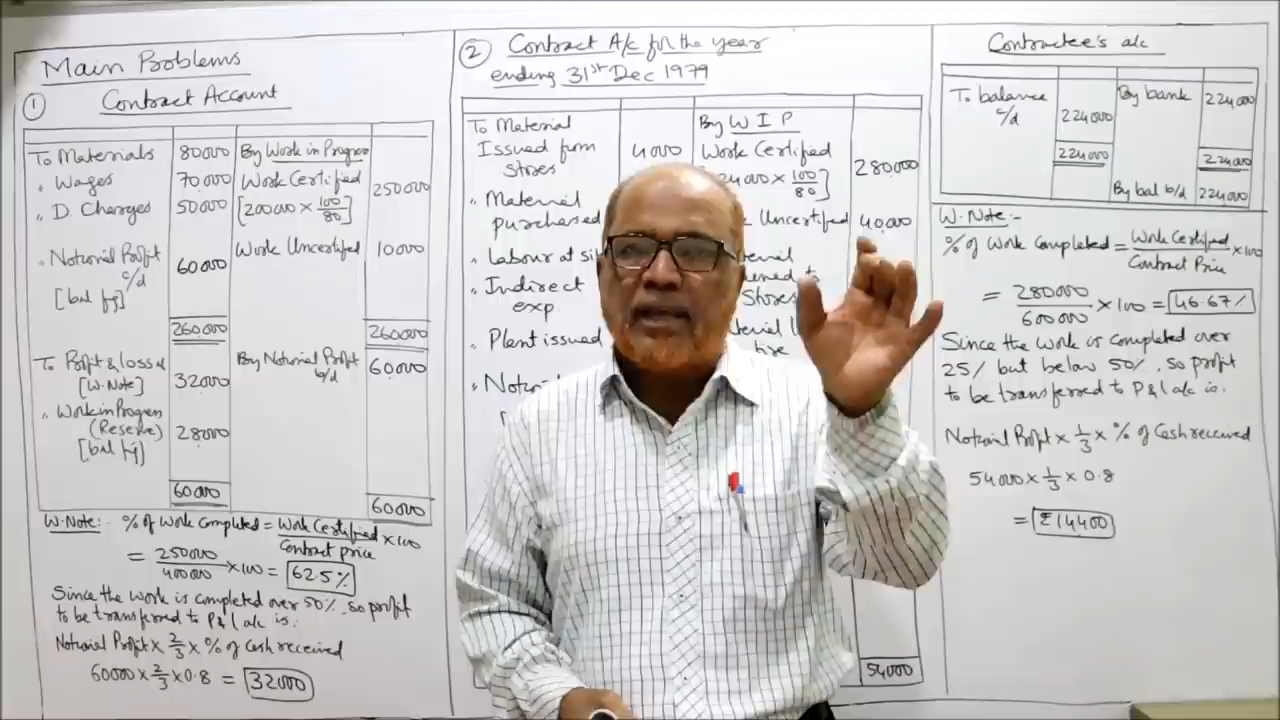 Main Problems
1
Contract Account
To Materials 80000 By Work in Progress
" Wages 70000 Work Certified 250000
" D. Charges 50000 [200000 × 100/80]
Work Uncertified 10000
" Notional Profit c/d 60000
[bal fig]
260000 260000
To Profit & loss a/c By Notional Profit b/d 60000
[W. Note] 32000
" Work in Progress
(Reserve) 28000
[bal fig]
60000 60000
W. Note:- % of Work Completed = Work Certified / Contract price × 100
= 250000 / 400000 × 100 = 62.5%
Since the Work is completed over 50%, so profit
to be transferred to P & L a/c is.
Notional Profit × 2/3 × % of Cash received
60000 × 2/3 × 0.8 = 32000
2
Contract A/c for the year
ending 31st Dec 1979
To Material By W I P
Issued from Work Certified
Stores 4000 280000
× 100/80]
" Material
purchased Uncertified
" Labour at
" Indirect
exp Stores
" Plant issued
"
54000
Contractee's a/c
To balance c/d 224000 By bank 224000
224000 224000
By bal b/d 224000
W. Note:-
% of Work Completed = Work Certified / Contract Price × 100
= 280000 / 600000 × 100 = 46.67%
Since the Work is completed over
25% but below 50%, so profit
to be transferred to P & L a/c is.
Notional Profit × 1/3 × % of Cash received
54000 × 1/3 × 0.8
= ₹14400